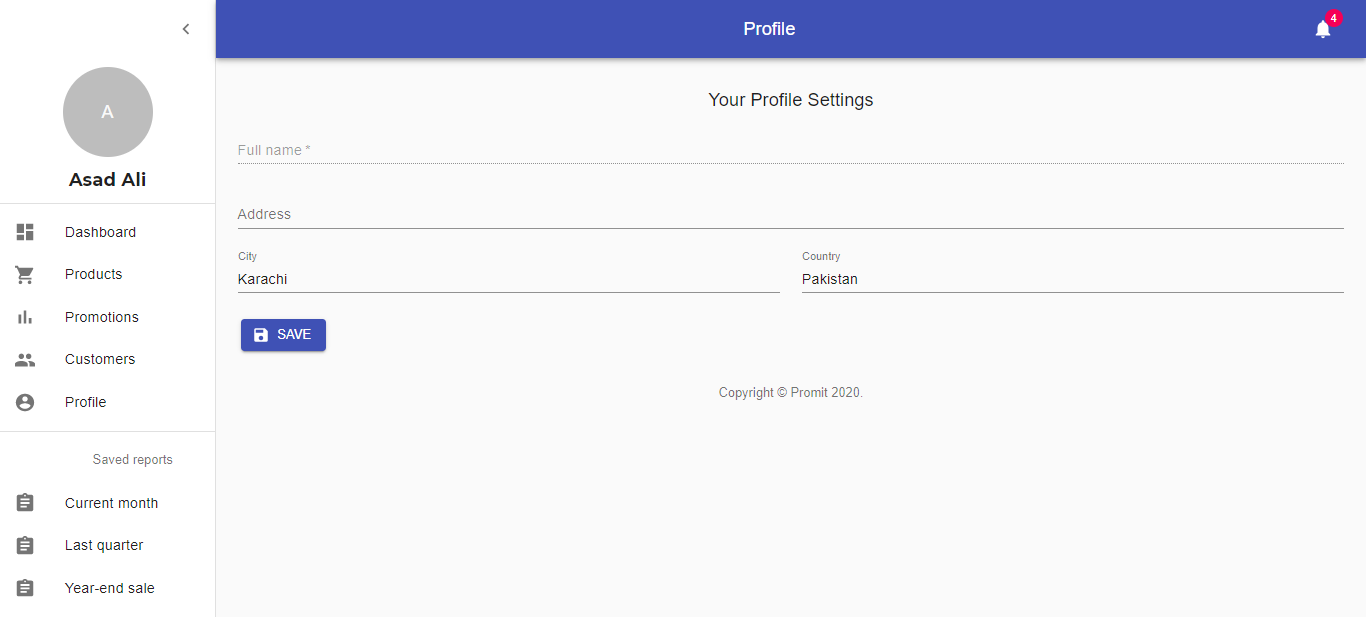 Profile
4
A
Asad Ali
Dashboard
Products
Promotions
Customers
Profile
Saved reports
Current month
Last quarter
Year-end sale
Your Profile Settings
Full name *
Address
City
Karachi
Country
Pakistan
SAVE
Copyright © Promit 2020.